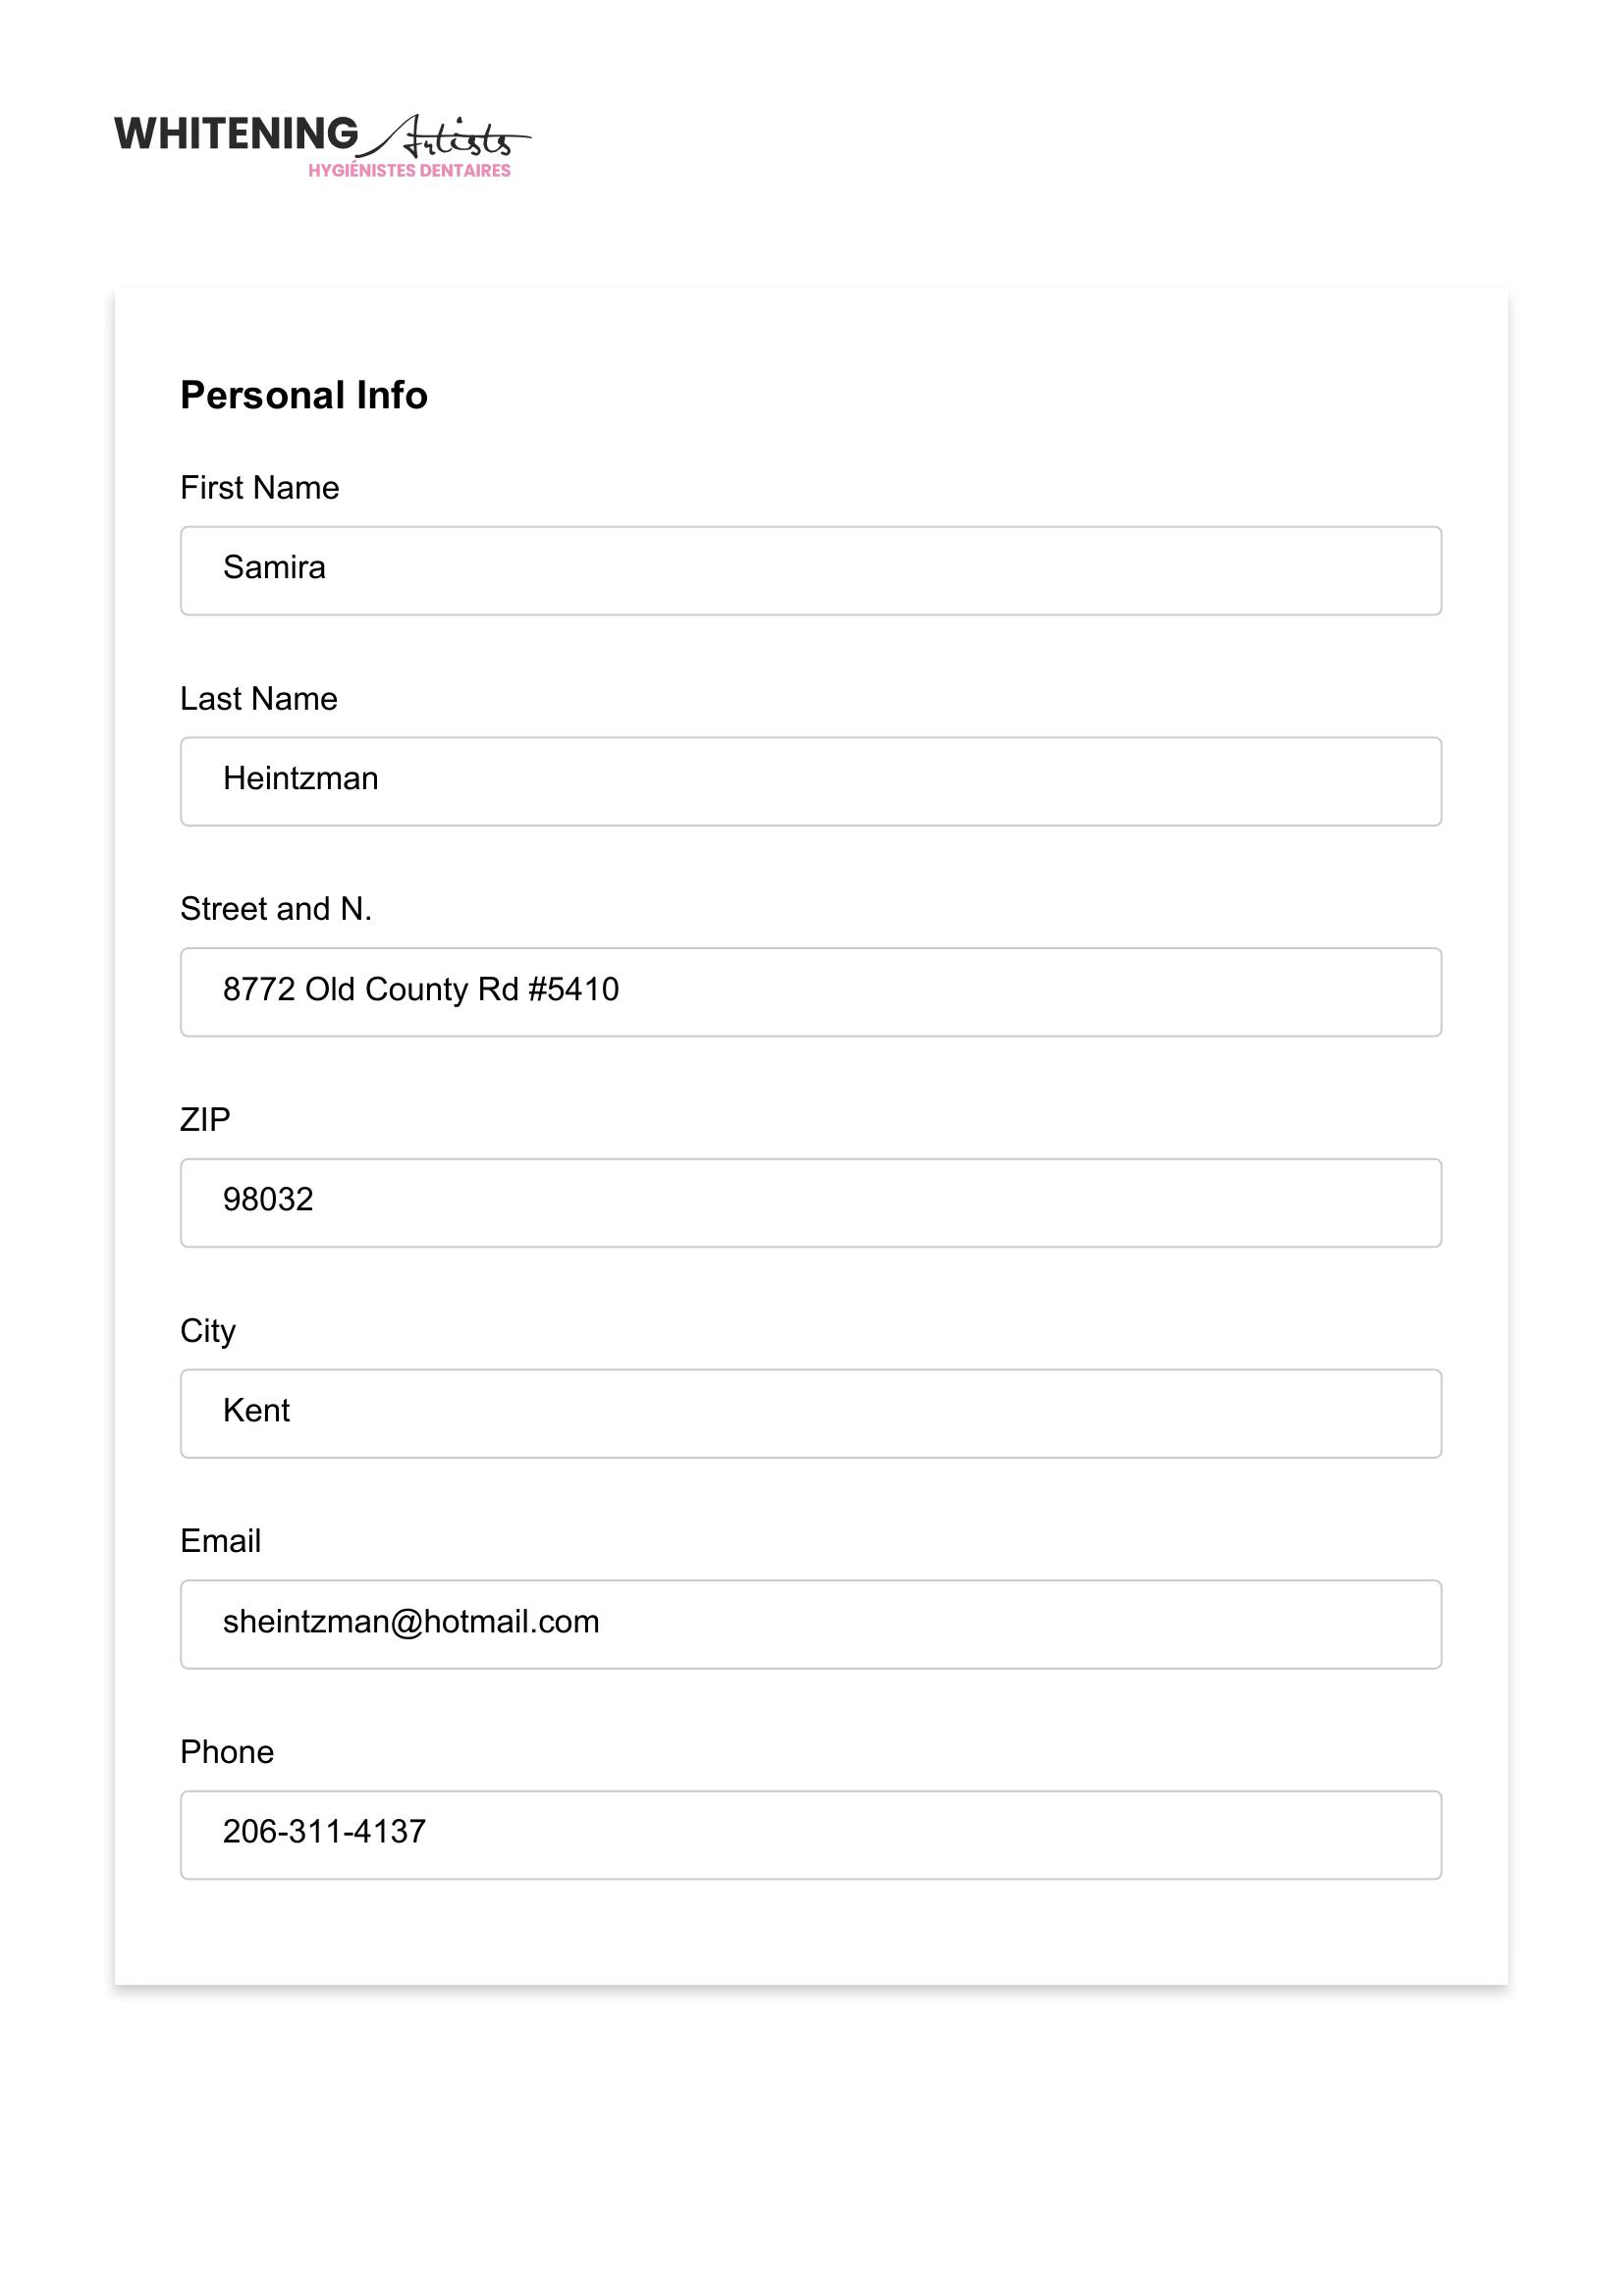 WHITENING Artists
HYGIÉNISTES DENTAIRES
Personal Info
First Name
Samira
Last Name
Heintzman
Street and N.
8772 Old County Rd #5410
ZIP
98032
City
Kent
Email
sheintzman@hotmail.com
Phone
206-311-4137